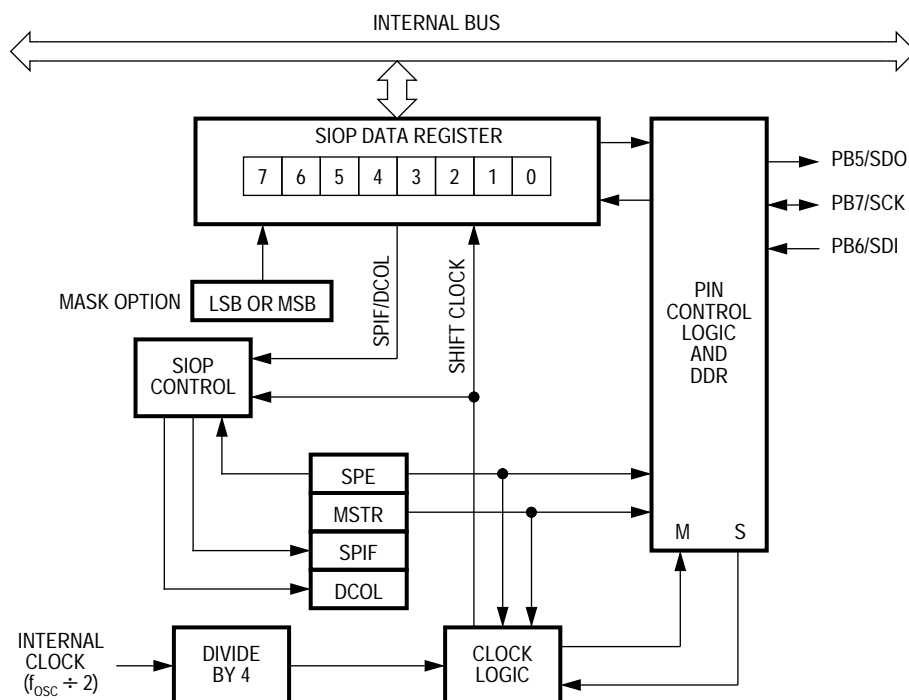 INTERNAL BUS
SIOP DATA REGISTER
7 6 5 4 3 2 1 0
PB5/SDO
PB7/SCK
PB6/SDI
MASK OPTION
LSB OR MSB
SPIF/DCOL
SHIFT CLOCK
PIN
CONTROL
LOGIC
AND
DDR
SIOP
CONTROL
SPE
MSTR
SPIF
DCOL
M S
INTERNAL
CLOCK
(fOSC ÷ 2)
DIVIDE
BY 4
CLOCK
LOGIC